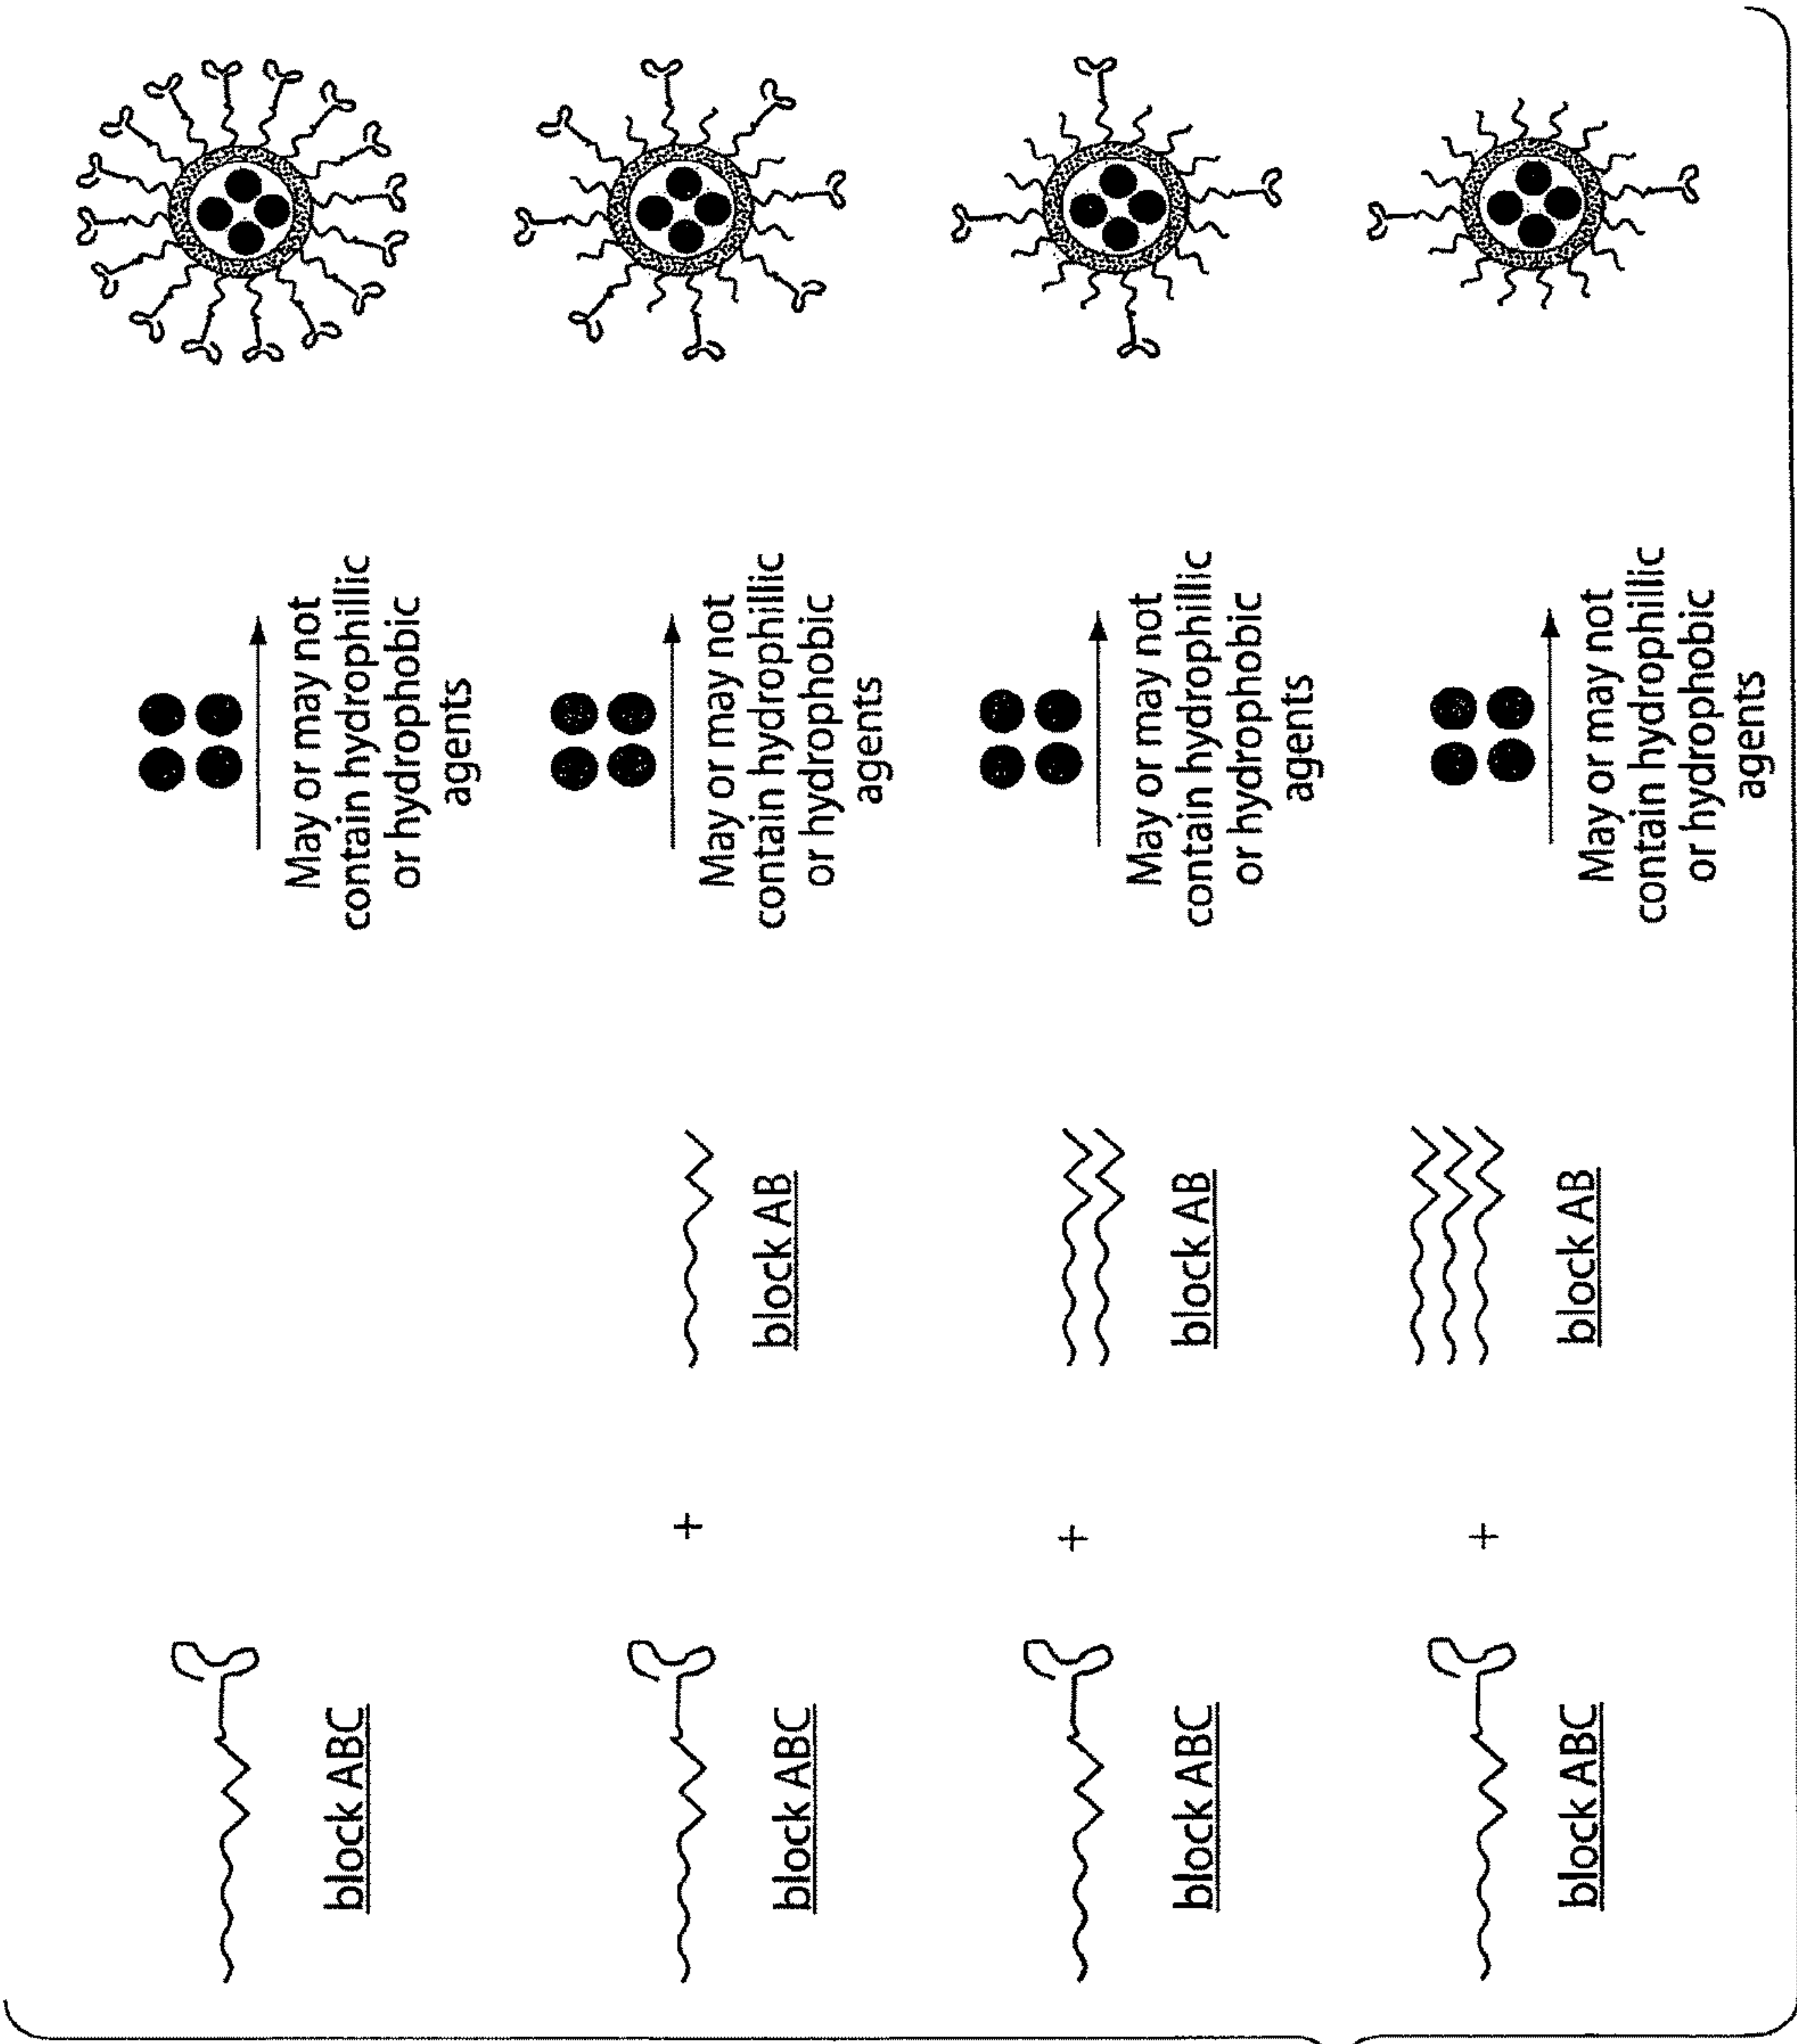 block ABC
May or may not
contain hydrophillic
or hydrophobic
agents
+
block ABC
block AB
May or may not
contain hydrophillic
or hydrophobic
agents
+
block ABC
block AB
May or may not
contain hydrophillic
or hydrophobic
agents
+
block ABC
block AB
May or may not
contain hydrophillic
or hydrophobic
agents